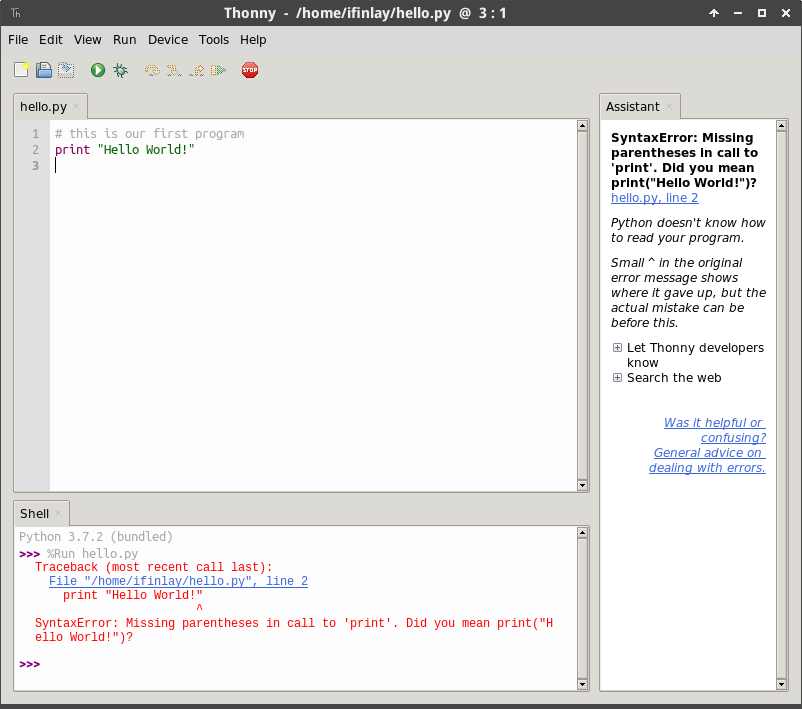 Th Thonny - /home/ifinlay/hello.py @ 3 : 1
File Edit View Run Device Tools Help
STOP
hello.py
1 # this is our first program
2 print "Hello World!"
3
Assistant
SyntaxError: Missing
parentheses in call to
'print'. Did you mean
print("Hello World!")?
hello.py, line 2
Python doesn't know how
to read your program.
Small ^ in the original
error message shows
where it gave up, but the
actual mistake can be
before this.
Let Thonny developers
know
Search the web
Was it helpful or
confusing?
General advice on
dealing with errors.
Shell
Python 3.7.2 (bundled)
>>> %Run hello.py
Traceback (most recent call last):
File "/home/ifinlay/hello.py", line 2
print "Hello World!"
^
SyntaxError: Missing parentheses in call to 'print'. Did you mean print("H
ello World!")?
>>>